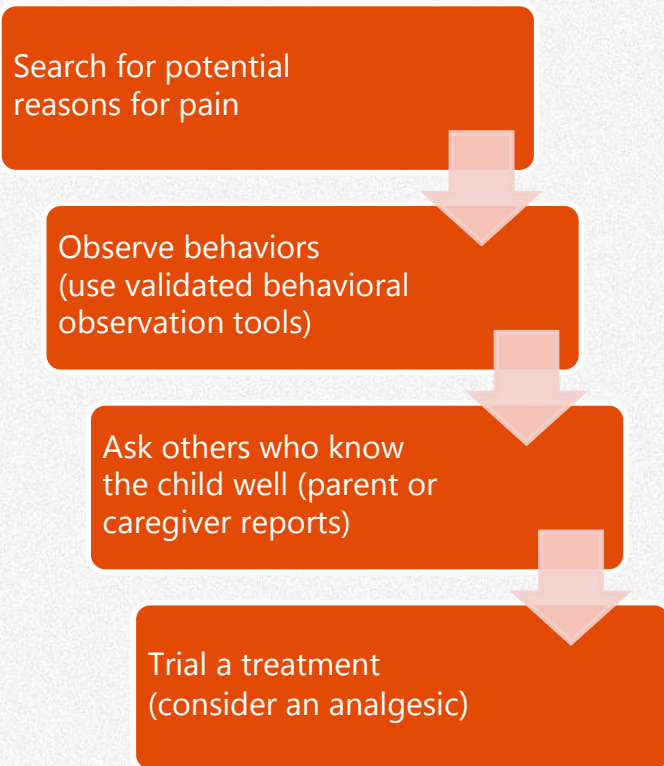 Search for potential
reasons for pain
Observe behaviors
(use validated behavioral
observation tools)
Ask others who know
the child well (parent or
caregiver reports)
Trial a treatment
(consider an analgesic)